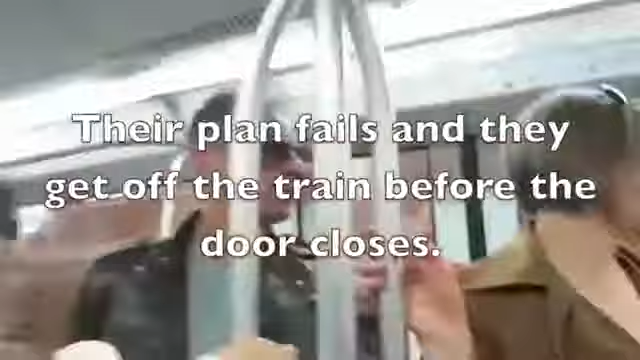 Their plan fails and they
get off the train before the
door closes.